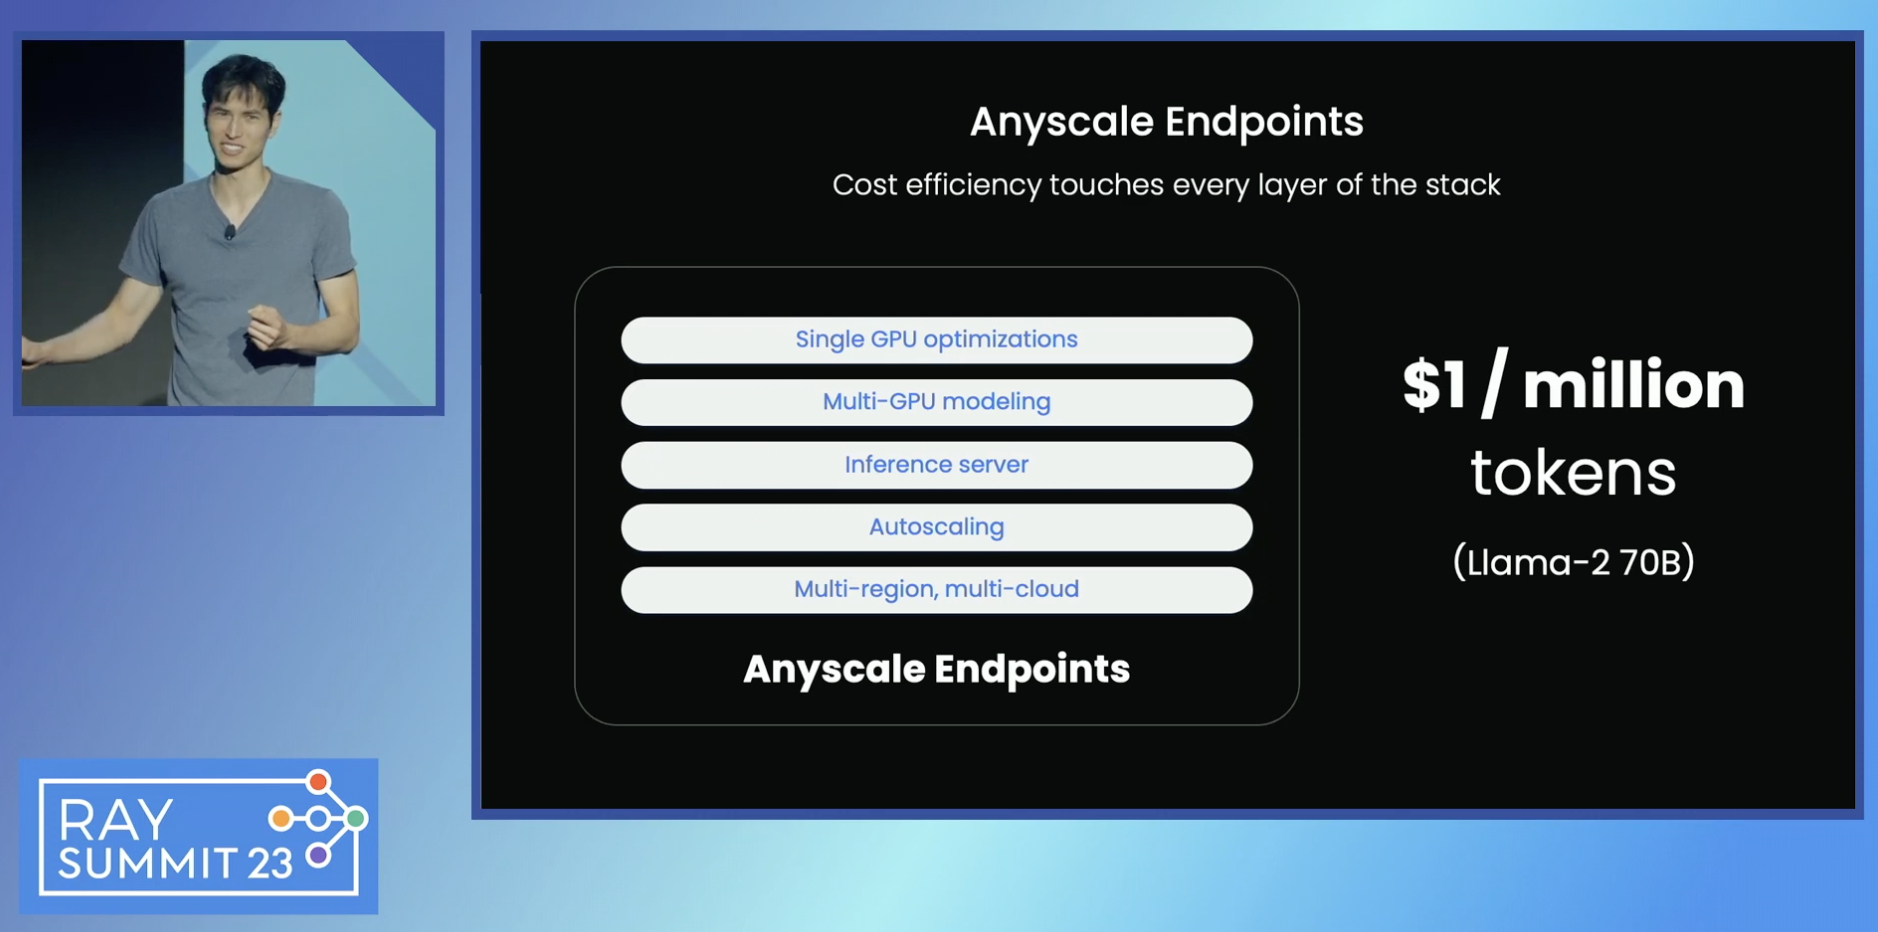 Anyscale Endpoints
Cost efficiency touches every layer of the stack
Single GPU optimizations
Multi-GPU modeling
Inference server
Autoscaling
Multi-region, multi-cloud
Anyscale Endpoints
$1 / million
tokens
(Llama-2 70B)
RAY
SUMMIT 23